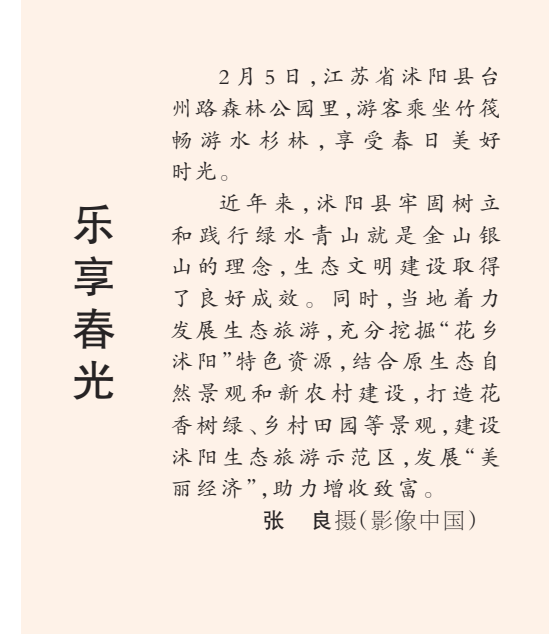 乐享春光
2月5日,江苏省沭阳县台
州路森林公园里,游客乘坐竹筏
畅游水杉林,享受春日美好
时光。
近年来,沭阳县牢固树立
和践行绿水青山就是金山银
山的理念,生态文明建设取得
了良好成效。同时,当地着力
发展生态旅游,充分挖掘“花乡
沭阳”特色资源,结合原生态自
然景观和新农村建设,打造花
香树绿、乡村田园等景观,建设
沭阳生态旅游示范区,发展“美
丽经济”,助力增收致富。
张　良摄(影像中国)